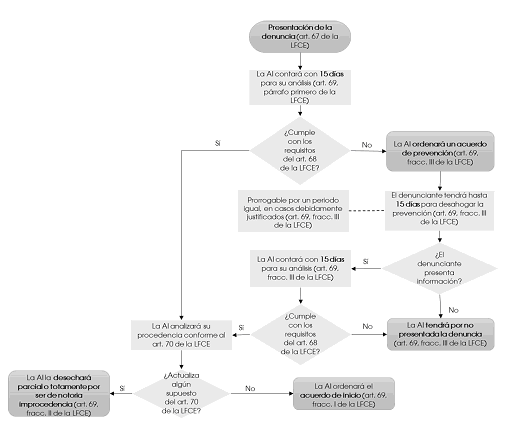 Presentación de la
denuncia (art. 67 de la
LFCE)
La AI contará con 15 días
para su análisis (art. 69,
párrafo primero de la
LFCE)
¿Cumple
con los
requisitos
del art. 68
de la LFCE?
Sí
No
La AI ordenará un acuerdo
de prevención (art. 69,
fracc. III de la LFCE)
Prorrogable por un periodo
igual, en casos debidamente
justificados (art. 69, fracc. III
de la LFCE)
El denunciante tendrá hasta
15 días para desahogar la
prevención (art. 69, fracc. III
de la LFCE)
¿El
denunciante
presenta
información?
Sí
No
La AI contará con 15 días
para su análisis (art. 69,
fracc. III de la LFCE)
¿Cumple
con los
requisitos
del art. 68
de la LFCE?
Sí
No
La AI tendrá por no
presentada la denuncia
(art. 69, fracc. III de la LFCE)
La AI analizará su
procedencia conforme al
art. 70 de la LFCE
¿Actualiza
algún
supuesto
del art. 70
de la LFCE?
Sí
No
La AI la desechará
parcial o totalmente por
ser de notoria
improcedencia (art. 69,
fracc. II de la LFCE)
La AI ordenará el
acuerdo de inicio (art. 69,
fracc. I de la LFCE)